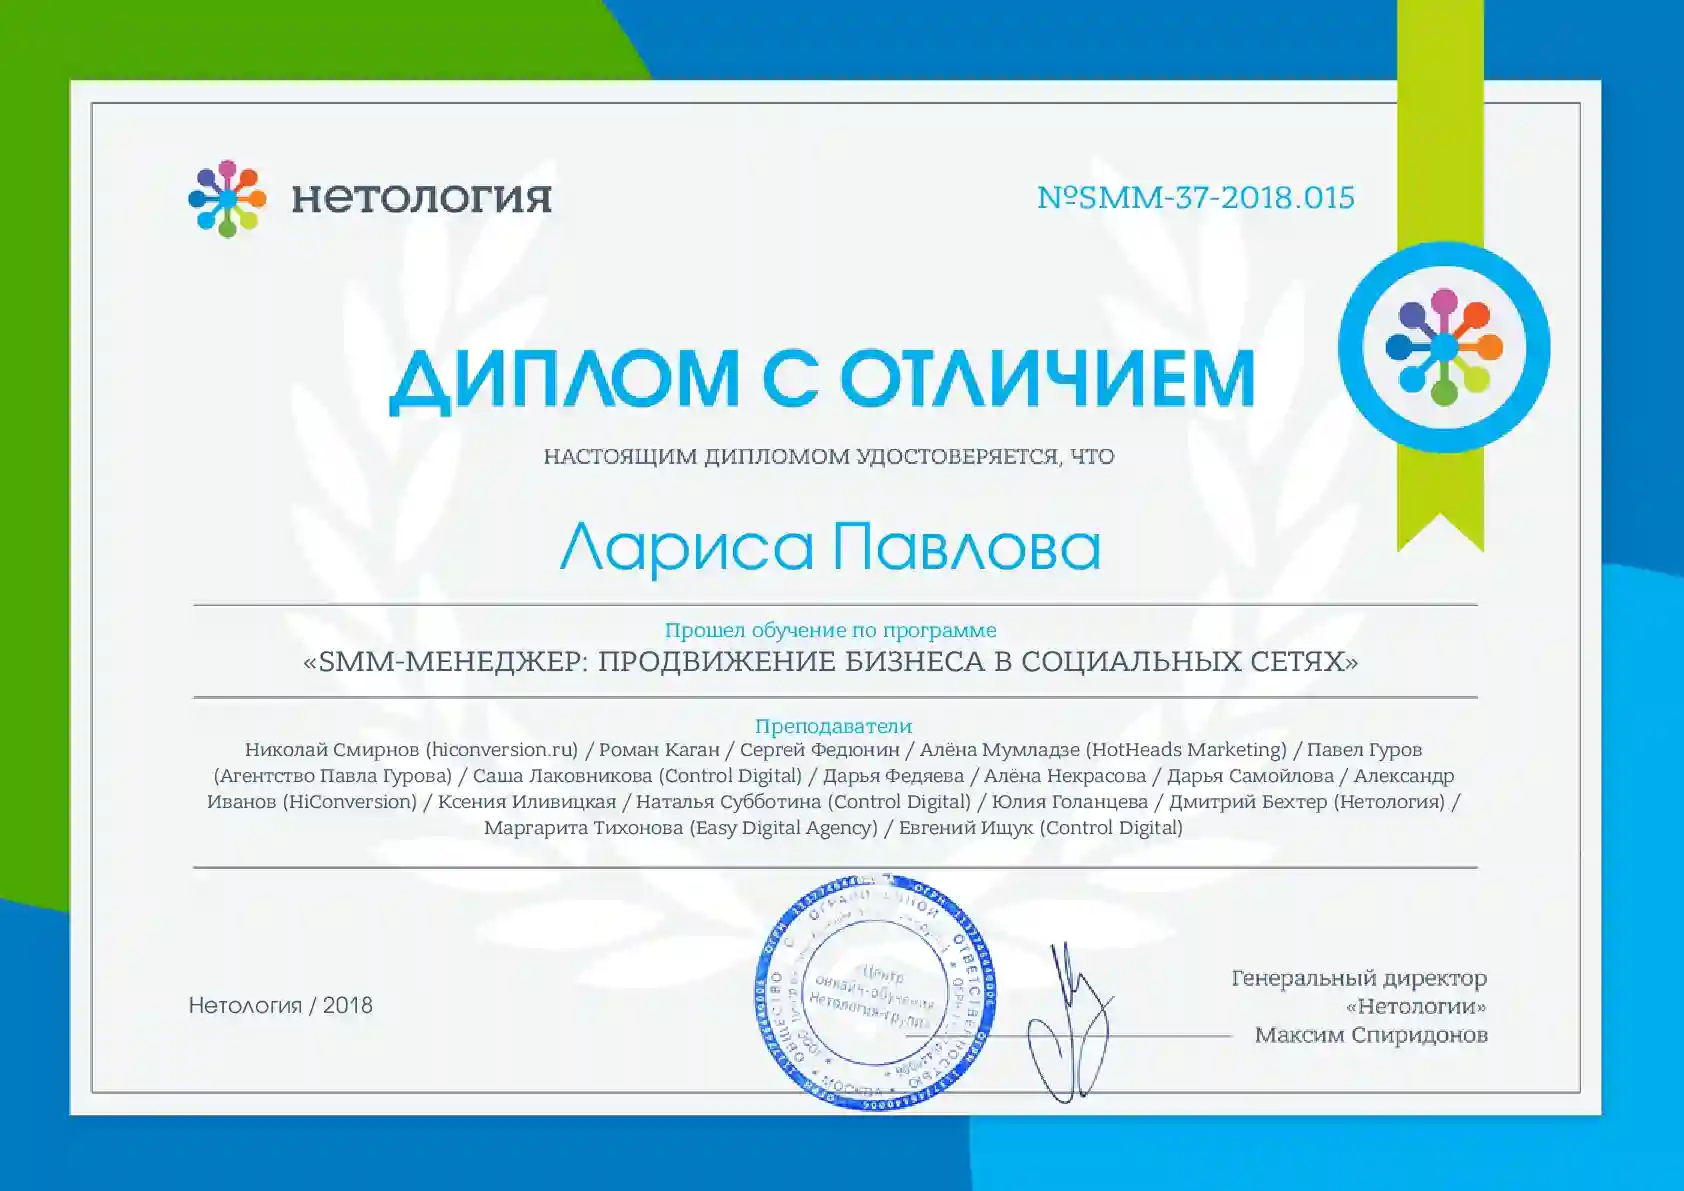 нетология
№SMM-37-2018.015
ДИПЛОМ С ОТЛИЧИЕМ
НАСТОЯЩИМ ДИПЛОМОМ УДОСТОВЕРЯЕТСЯ, ЧТО
Лариса Павлова
Прошел обучение по программе
«SMM-МЕНЕДЖЕР: ПРОДВИЖЕНИЕ БИЗНЕСА В СОЦИАЛЬНЫХ СЕТЯХ»
Преподаватели
Николай Смирнов (hiconversion.ru) / Роман Каган / Сергей Федюнин / Алёна Мумладзе (HotHeads Marketing) / Павел Гуров
(Агентство Павла Гурова) / Саша Лаковникова (Control Digital) / Дарья Федяева / Алёна Некрасова / Дарья Самойлова / Александр
Иванов (HiConversion) / Ксения Иливицкая / Наталья Субботина (Control Digital) / Юлия Голанцева / Дмитрий Бехтер (Нетология) /
Маргарита Тихонова (Easy Digital Agency) / Евгений Ищук (Control Digital)
ОБЩЕСТВО С ОГРАНИЧЕННОЙ ОТВЕТСТВЕННОСТЬЮ
* МОСКВА *
«Центр
онлайн-обучения
Нетология-групп»
Нетология / 2018
Генеральный директор
«Нетологии»
Максим Спиридонов